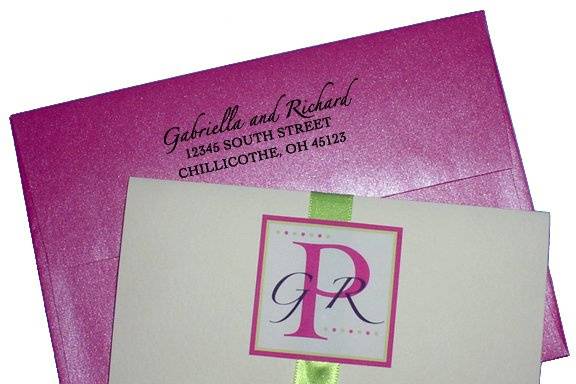 Gabriella and Richard
12345 SOUTH STREET
CHILLICOTHE, OH 45123
G P R